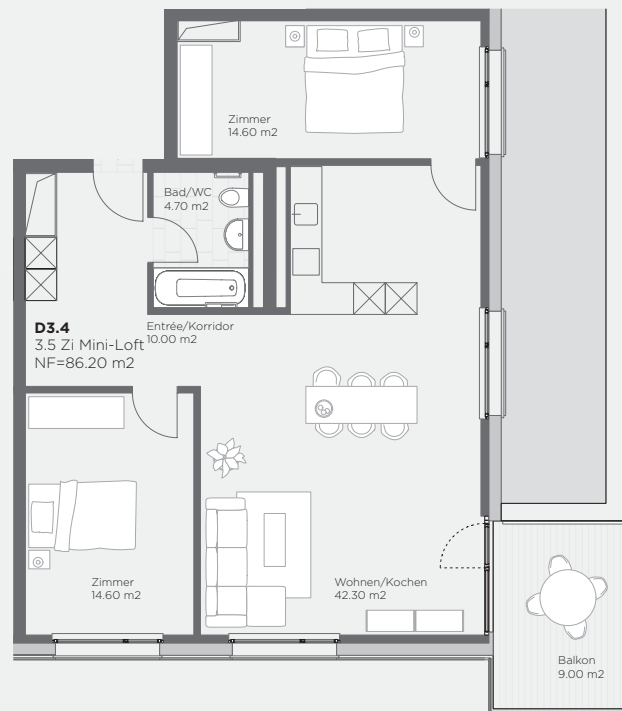 Zimmer
14.60 m2
Bad/WC
4.70 m2
D3.4
3.5 Zi Mini-Loft
NF=86.20 m2
Entrée/Korridor
10.00 m2
Zimmer
14.60 m2
Wohnen/Kochen
42.30 m2
Balkon
9.00 m2